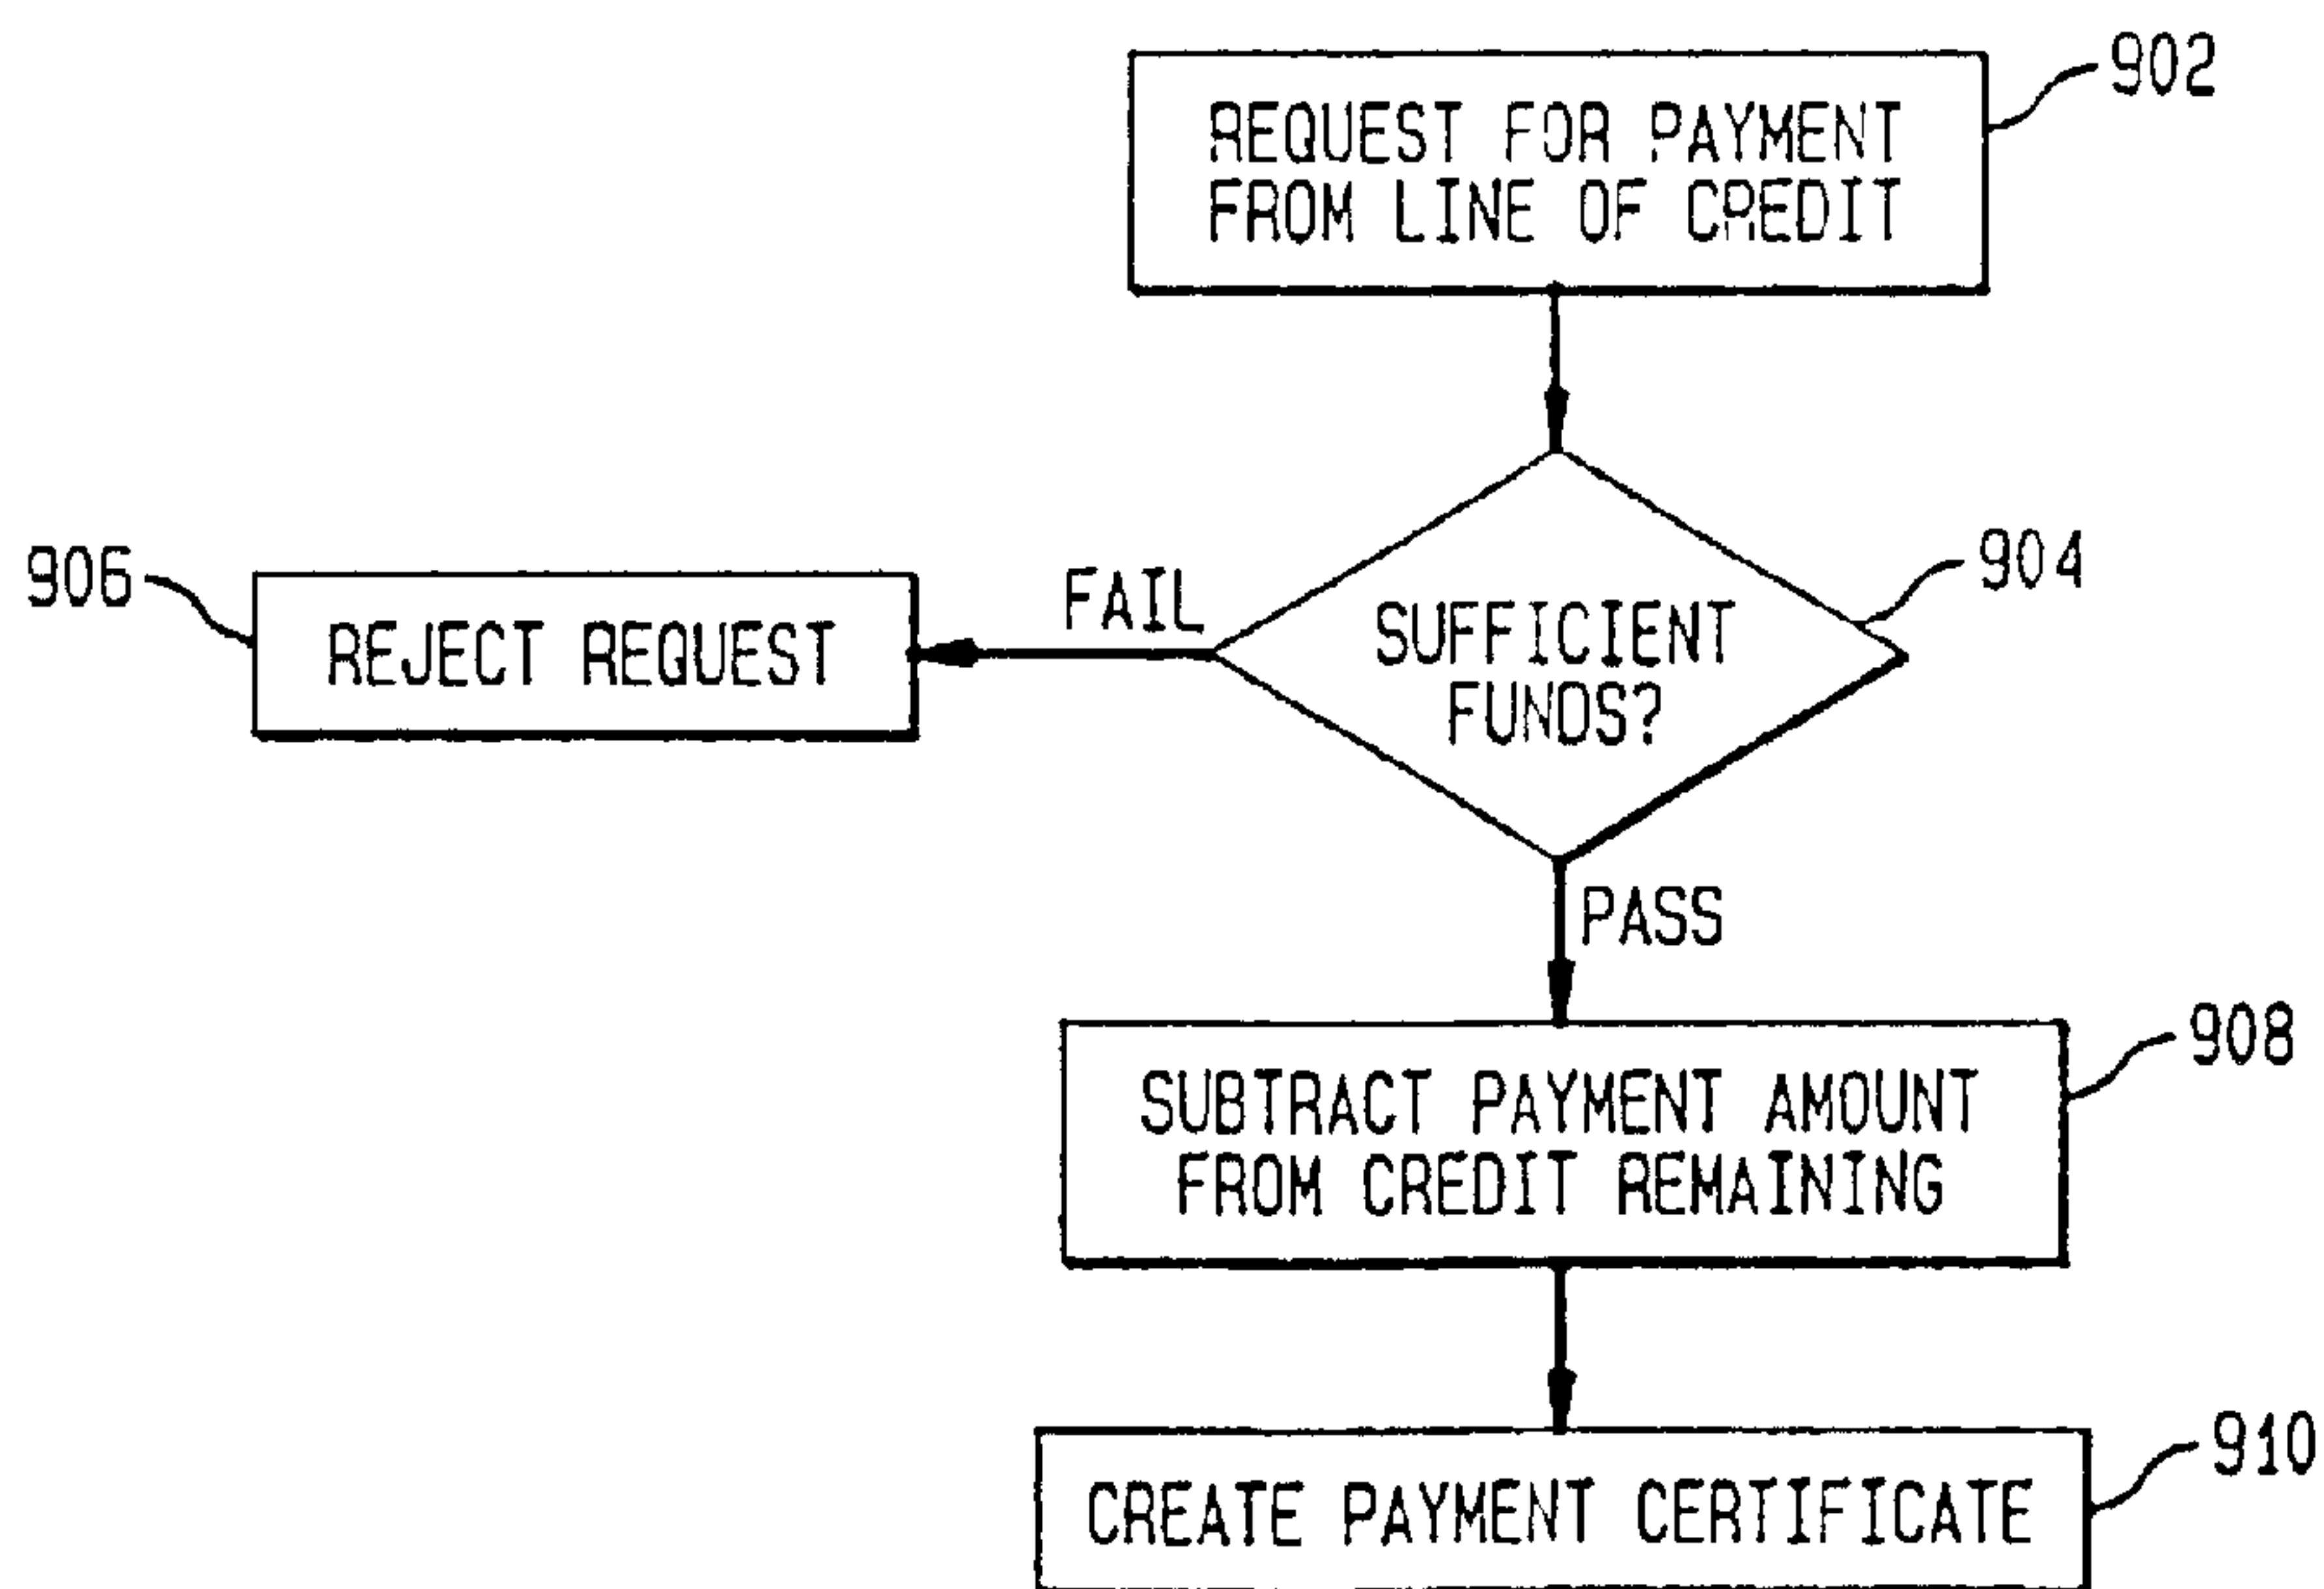 902
REQUEST FOR PAYMENT
FROM LINE OF CREDIT
904
906
FAIL
REJECT REQUEST
SUFFICIENT
FUNDS?
PASS
908
SUBTRACT PAYMENT AMOUNT
FROM CREDIT REMAINING
910
CREATE PAYMENT CERTIFICATE